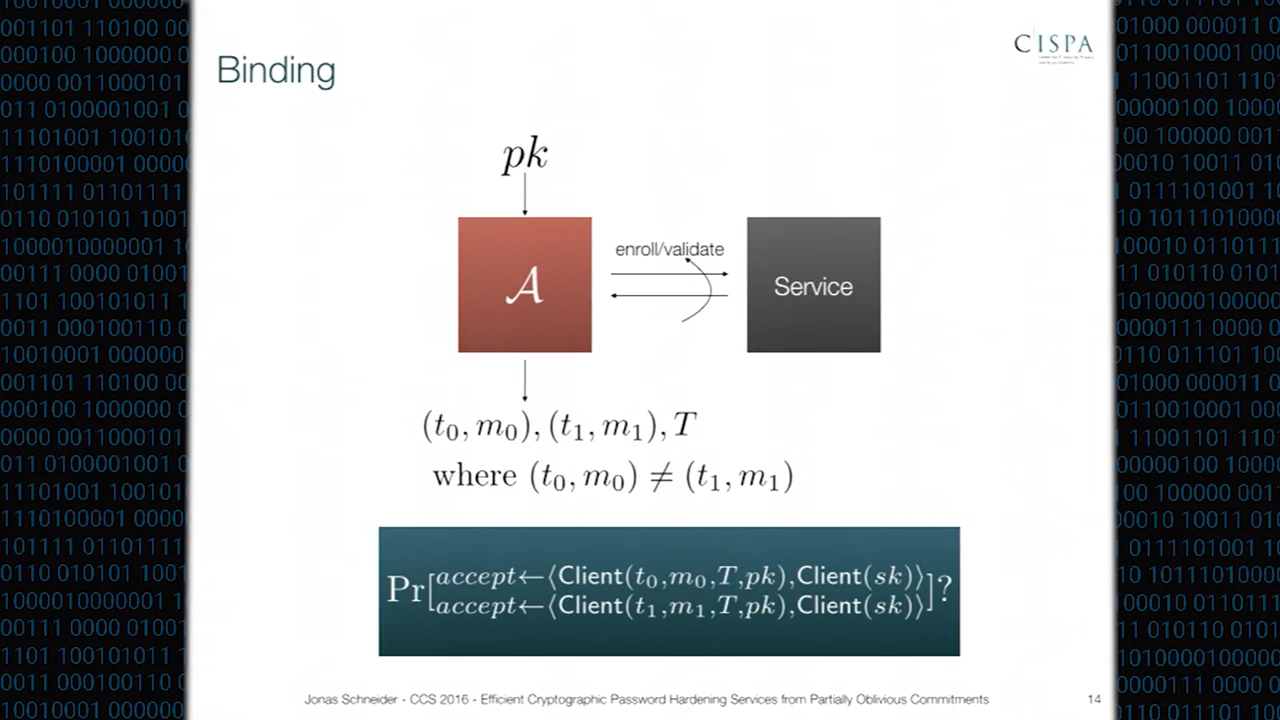 Binding
CISPA
pk
enroll/validate
𝒜
Service
(t₀, m₀), (t₁, m₁), T
where (t₀, m₀) ≠ (t₁, m₁)
Pr[accept←⟨Client(t₀,m₀,T,pk),Client(sk)⟩
accept←⟨Client(t₁,m₁,T,pk),Client(sk)⟩]?
Jonas Schneider - CCS 2016 - Efficient Cryptographic Password Hardening Services from Partially Oblivious Commitments
14